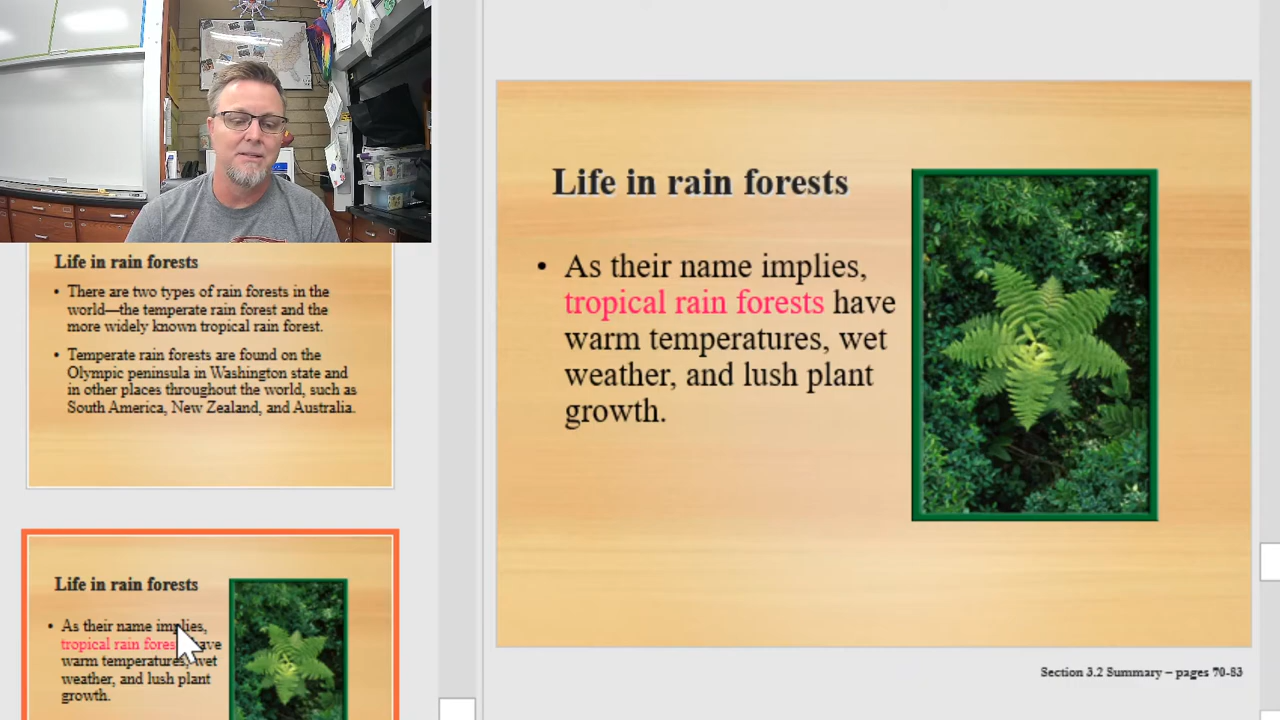 Life in rain forests
• There are two types of rain forests in the
world—the temperate rain forest and the
more widely known tropical rain forest.
• Temperate rain forests are found on the
Olympic peninsula in Washington state and
in other places throughout the world, such as
South America, New Zealand, and Australia.
Life in rain forests
• As their name implies,
tropical rain
warm temperatures, wet
weather, and lush plant
growth.
Life in rain forests
• As their name implies,
tropical rain forests have
warm temperatures, wet
weather, and lush plant
growth.
Section 3.2 Summary – pages 70-83